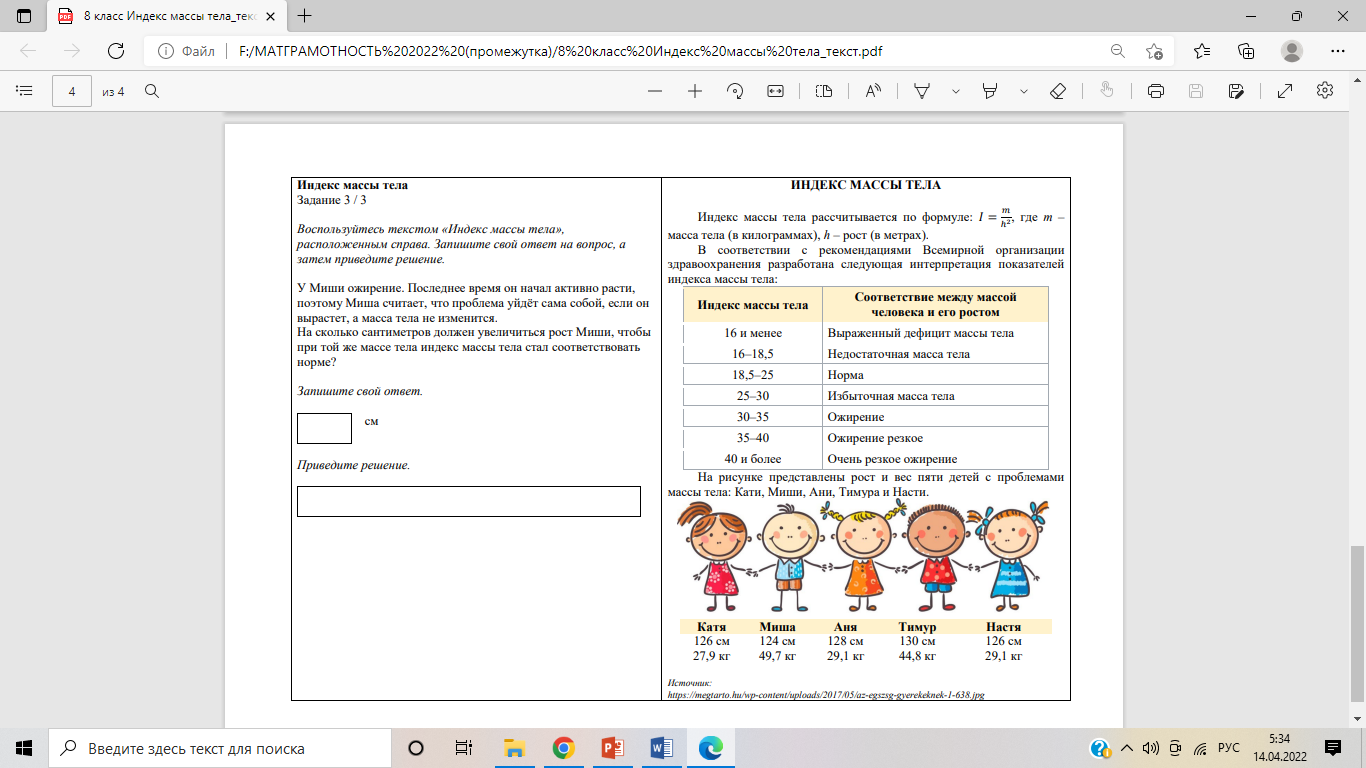 8 класс Индекс массы тела_текс
Файл
F:/МАТГРАМОТНОСТЬ%202022%20(промежутка)/8%20класс%20Индекс%20массы%20тела_текст.pdf
4 из 4
Индекс массы тела
Задание 3 / 3
Воспользуйтесь текстом «Индекс массы тела»,
расположенным справа. Запишите свой ответ на вопрос, а
затем приведите решение.
У Миши ожирение. Последнее время он начал активно расти,
поэтому Миша считает, что проблема уйдёт сама собой, если он
вырастет, а масса тела не изменится.
На сколько сантиметров должен увеличиться рост Миши, чтобы
при той же массе тела индекс массы тела стал соответствовать
норме?
Запишите свой ответ.
см
Приведите решение.
ИНДЕКС МАССЫ ТЕЛА
Индекс массы тела рассчитывается по формуле: I = m/h², где m –
масса тела (в килограммах), h – рост (в метрах).
В соответствии с рекомендациями Всемирной организации
здравоохранения разработана следующая интерпретация показателей
индекса массы тела:
Индекс массы тела Соответствие между массой
человека и его ростом
16 и менее Выраженный дефицит массы тела
16–18,5 Недостаточная масса тела
18,5–25 Норма
25–30 Избыточная масса тела
30–35 Ожирение
35–40 Ожирение резкое
40 и более Очень резкое ожирение
На рисунке представлены рост и вес пяти детей с проблемами
массы тела: Кати, Миши, Ани, Тимура и Насти.
Катя Миша Аня Тимур Настя
126 см 124 см 128 см 130 см 126 см
27,9 кг 49,7 кг 29,1 кг 44,8 кг 29,1 кг
Источник:
https://megtarto.hu/wp-content/uploads/2017/05/az-egszsg-gyerekeknek-1-638.jpg
Введите здесь текст для поиска
РУС
5:34
14.04.2022